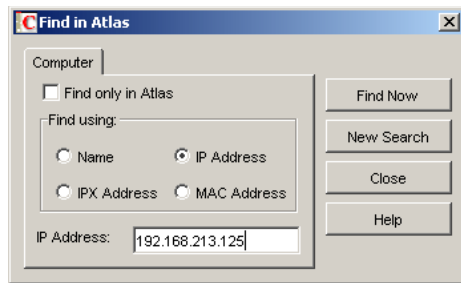 Find in Atlas
Computer
Find only in Atlas
Find using:
Name
IP Address
IPX Address
MAC Address
IP Address: 192.168.213.125
Find Now
New Search
Close
Help